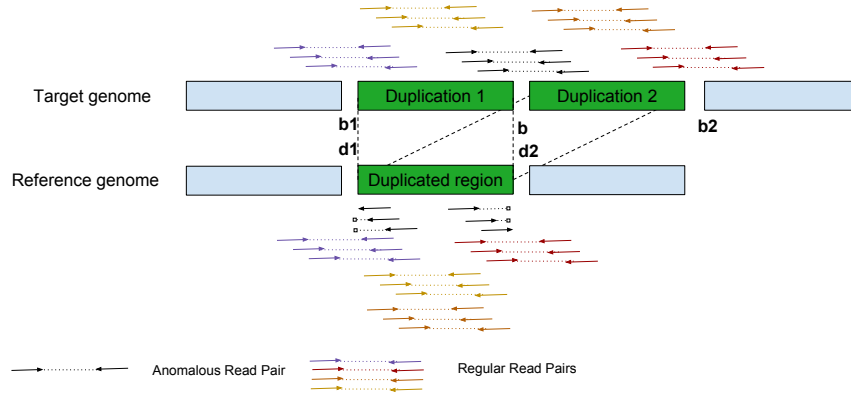 Target genome
Duplication 1
Duplication 2
b1
b
b2
d1
d2
Reference genome
Duplicated region
Anomalous Read Pair
Regular Read Pairs